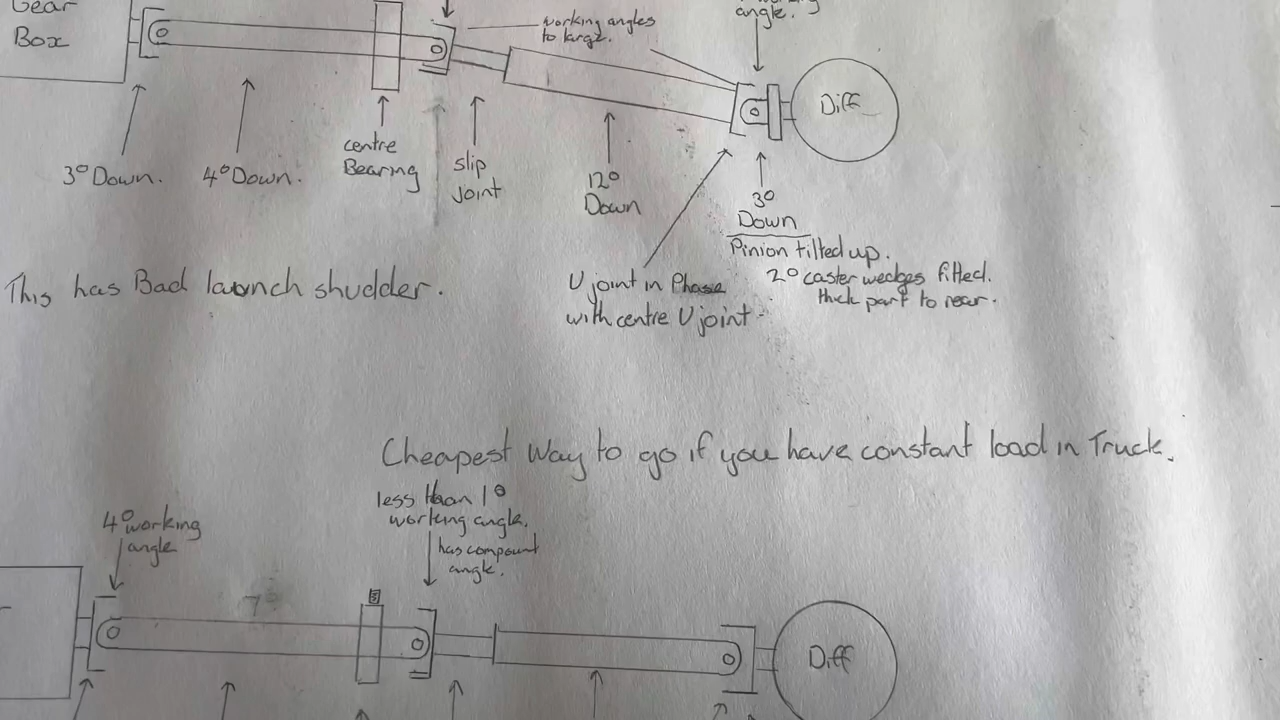 Gear
Box
working angles
to large.
angle.
Diff
3° Down.
4° Down.
centre
Bearing
slip
Joint
12°
Down
3°
Down
Pinion tilted up.
2° caster wedges fitted.
thick part to rear.
U joint in Phase
with centre U joint
This has Bad launch shudder.
Cheapest Way to go if you have constant load in Truck.
less than 1°
working angle.
has compount
angle.
4° working
angle
7°
Diff